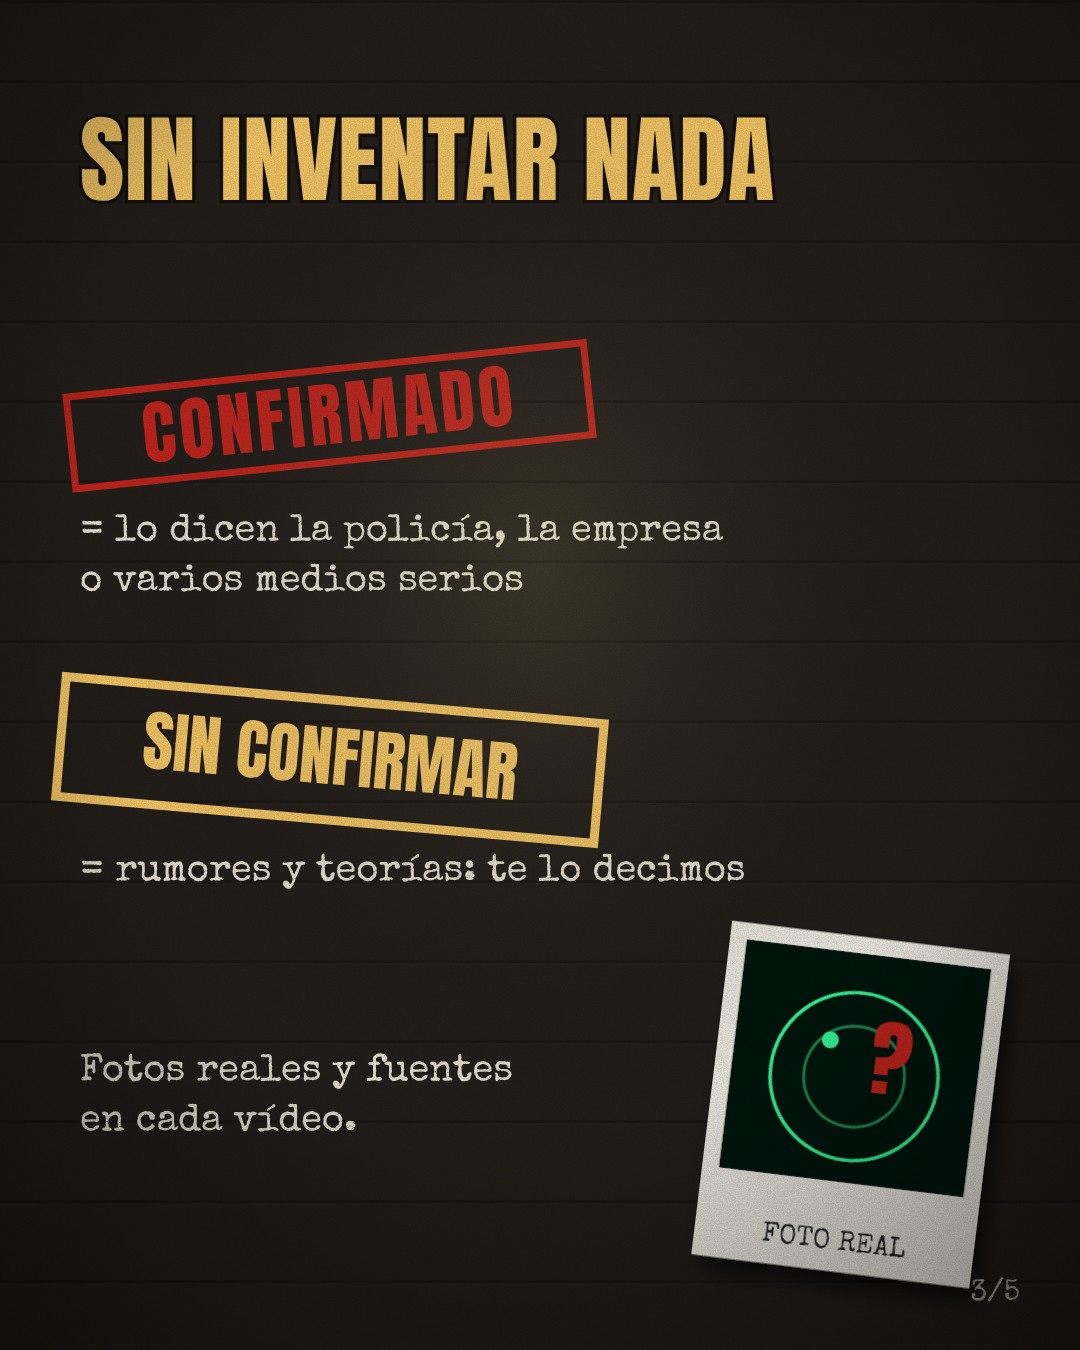 SIN INVENTAR NADA
CONFIRMADO
= lo dicen la policía, la empresa
o varios medios serios
SIN CONFIRMAR
= rumores y teorías: te lo decimos
Fotos reales y fuentes
en cada vídeo.
?
FOTO REAL
3/5